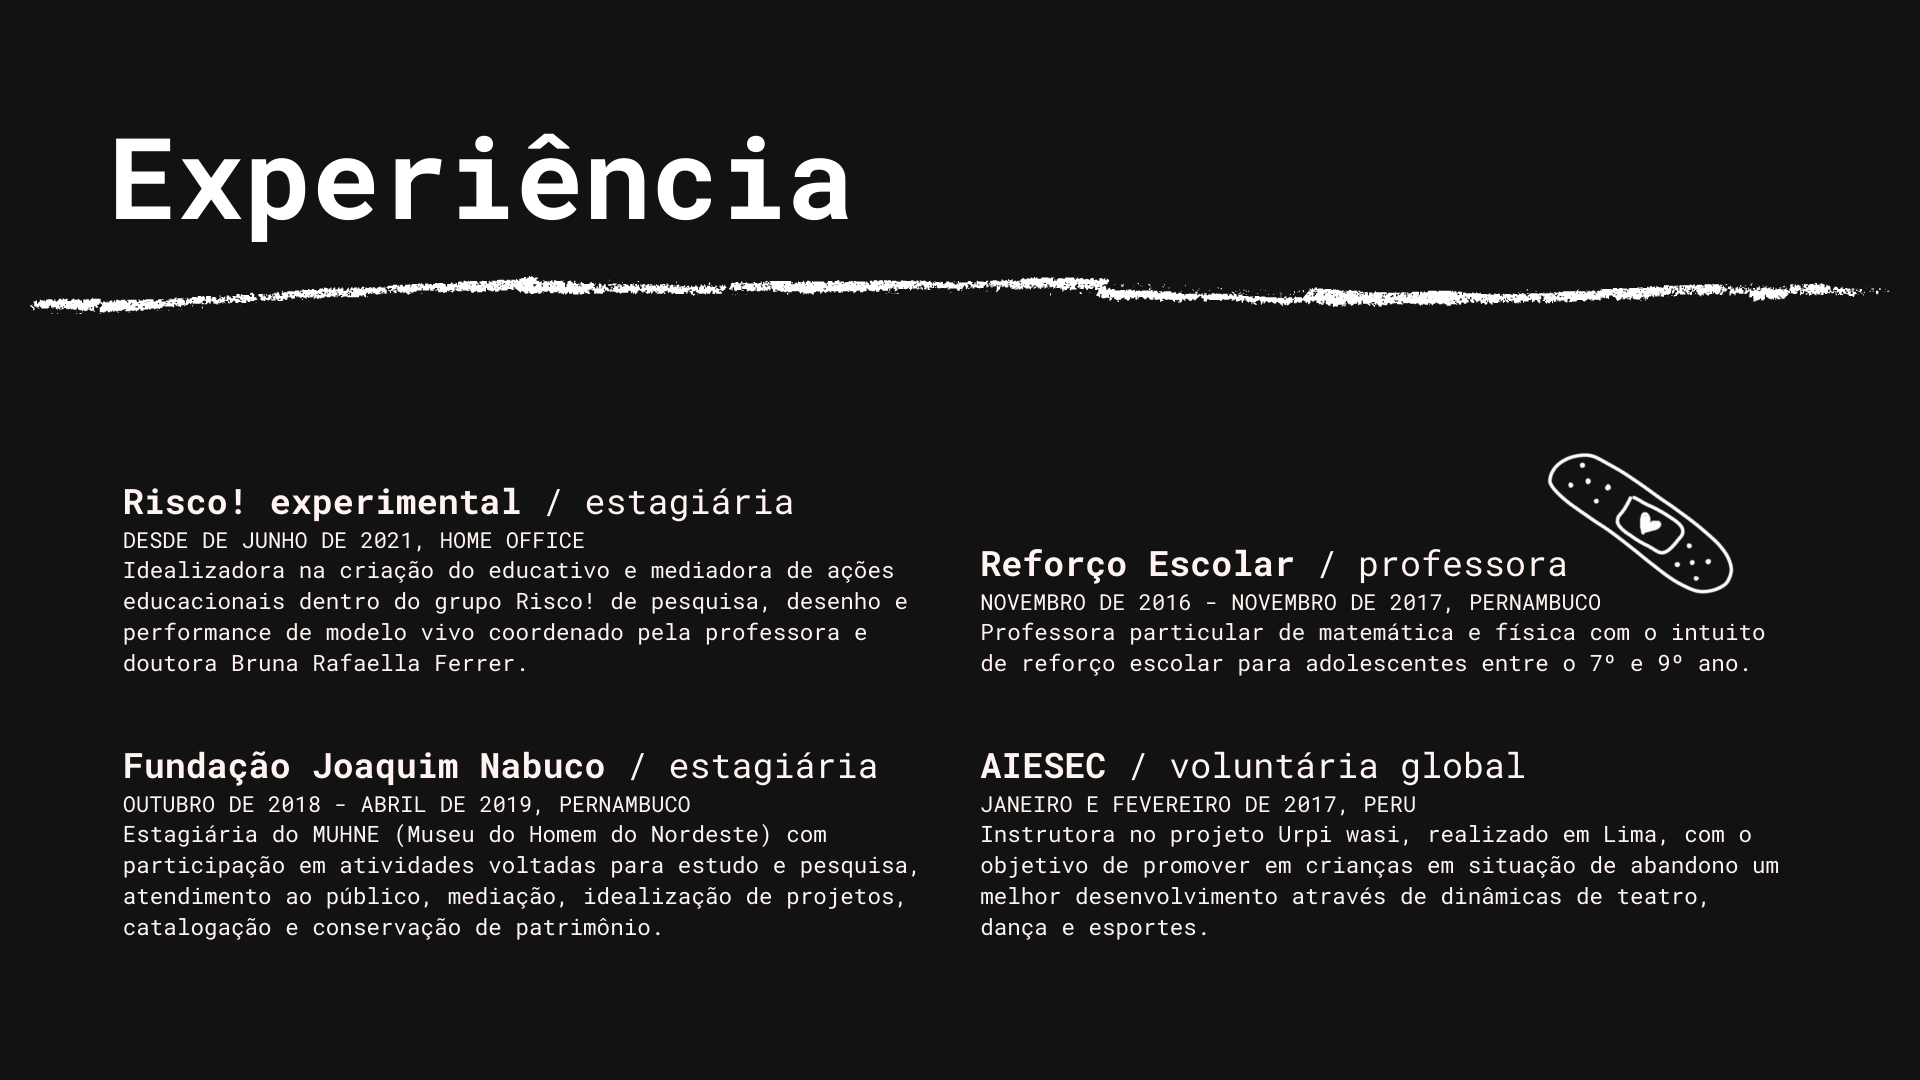 Experiência
Risco! experimental / estagiária
DESDE DE JUNHO DE 2021, HOME OFFICE
Idealizadora na criação do educativo e mediadora de ações
educacionais dentro do grupo Risco! de pesquisa, desenho e
performance de modelo vivo coordenado pela professora e
doutora Bruna Rafaella Ferrer.
Fundação Joaquim Nabuco / estagiária
OUTUBRO DE 2018 - ABRIL DE 2019, PERNAMBUCO
Estagiária do MUHNE (Museu do Homem do Nordeste) com
participação em atividades voltadas para estudo e pesquisa,
atendimento ao público, mediação, idealização de projetos,
catalogação e conservação de patrimônio.
Reforço Escolar / professora
NOVEMBRO DE 2016 - NOVEMBRO DE 2017, PERNAMBUCO
Professora particular de matemática e física com o intuito
de reforço escolar para adolescentes entre o 7º e 9º ano.
AIESEC / voluntária global
JANEIRO E FEVEREIRO DE 2017, PERU
Instrutora no projeto Urpi wasi, realizado em Lima, com o
objetivo de promover em crianças em situação de abandono um
melhor desenvolvimento através de dinâmicas de teatro,
dança e esportes.